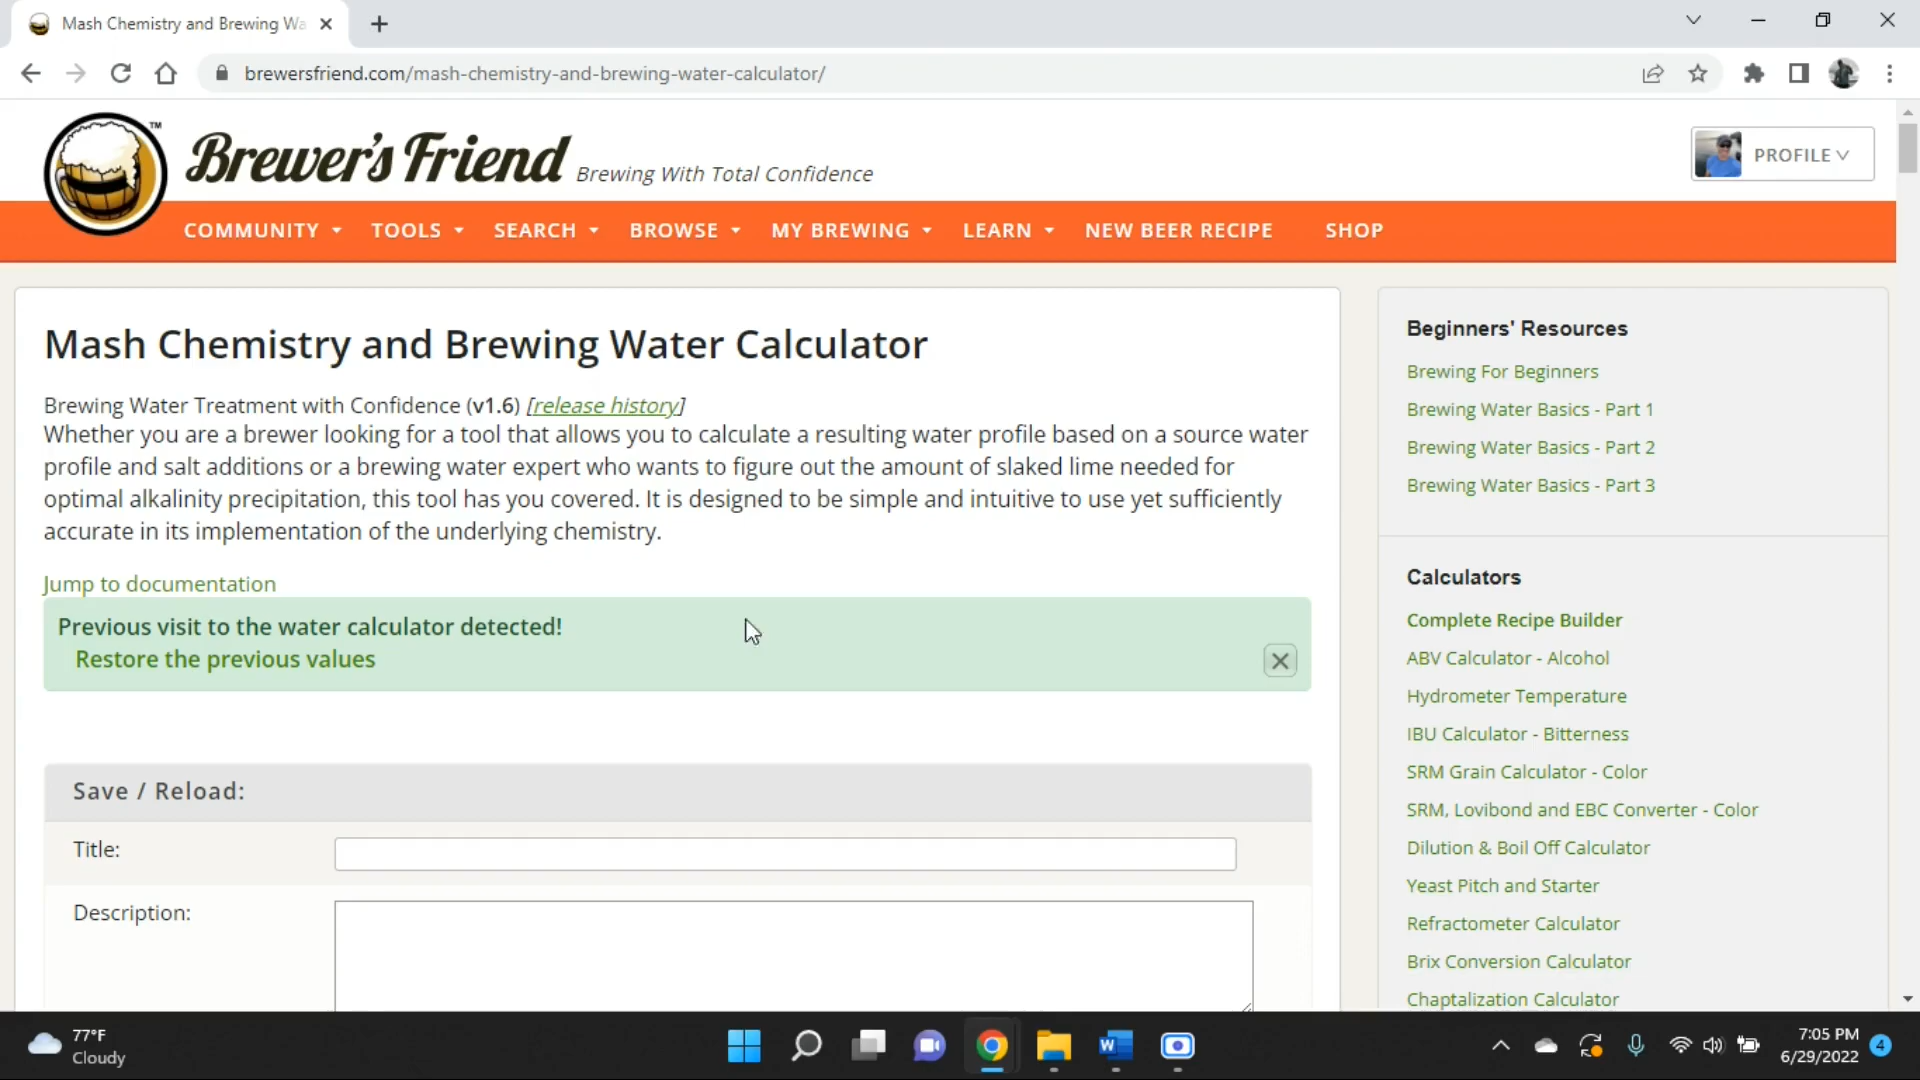 Mash Chemistry and Brewing Wa
brewersfriend.com/mash-chemistry-and-brewing-water-calculator/
TM
Brewer's Friend Brewing With Total Confidence
PROFILE
COMMUNITY TOOLS SEARCH BROWSE MY BREWING LEARN NEW BEER RECIPE SHOP
Mash Chemistry and Brewing Water Calculator
Brewing Water Treatment with Confidence (v1.6) [release history]
Whether you are a brewer looking for a tool that allows you to calculate a resulting water profile based on a source water
profile and salt additions or a brewing water expert who wants to figure out the amount of slaked lime needed for
optimal alkalinity precipitation, this tool has you covered. It is designed to be simple and intuitive to use yet sufficiently
accurate in its implementation of the underlying chemistry.
Jump to documentation
Previous visit to the water calculator detected!
Restore the previous values
Save / Reload:
Title:
Description:
Beginners' Resources
Brewing For Beginners
Brewing Water Basics - Part 1
Brewing Water Basics - Part 2
Brewing Water Basics - Part 3
Calculators
Complete Recipe Builder
ABV Calculator - Alcohol
Hydrometer Temperature
IBU Calculator - Bitterness
SRM Grain Calculator - Color
SRM, Lovibond and EBC Converter - Color
Dilution & Boil Off Calculator
Yeast Pitch and Starter
Refractometer Calculator
Brix Conversion Calculator
Chaptalization Calculator
77°F
Cloudy
W
7:05 PM
6/29/2022
4